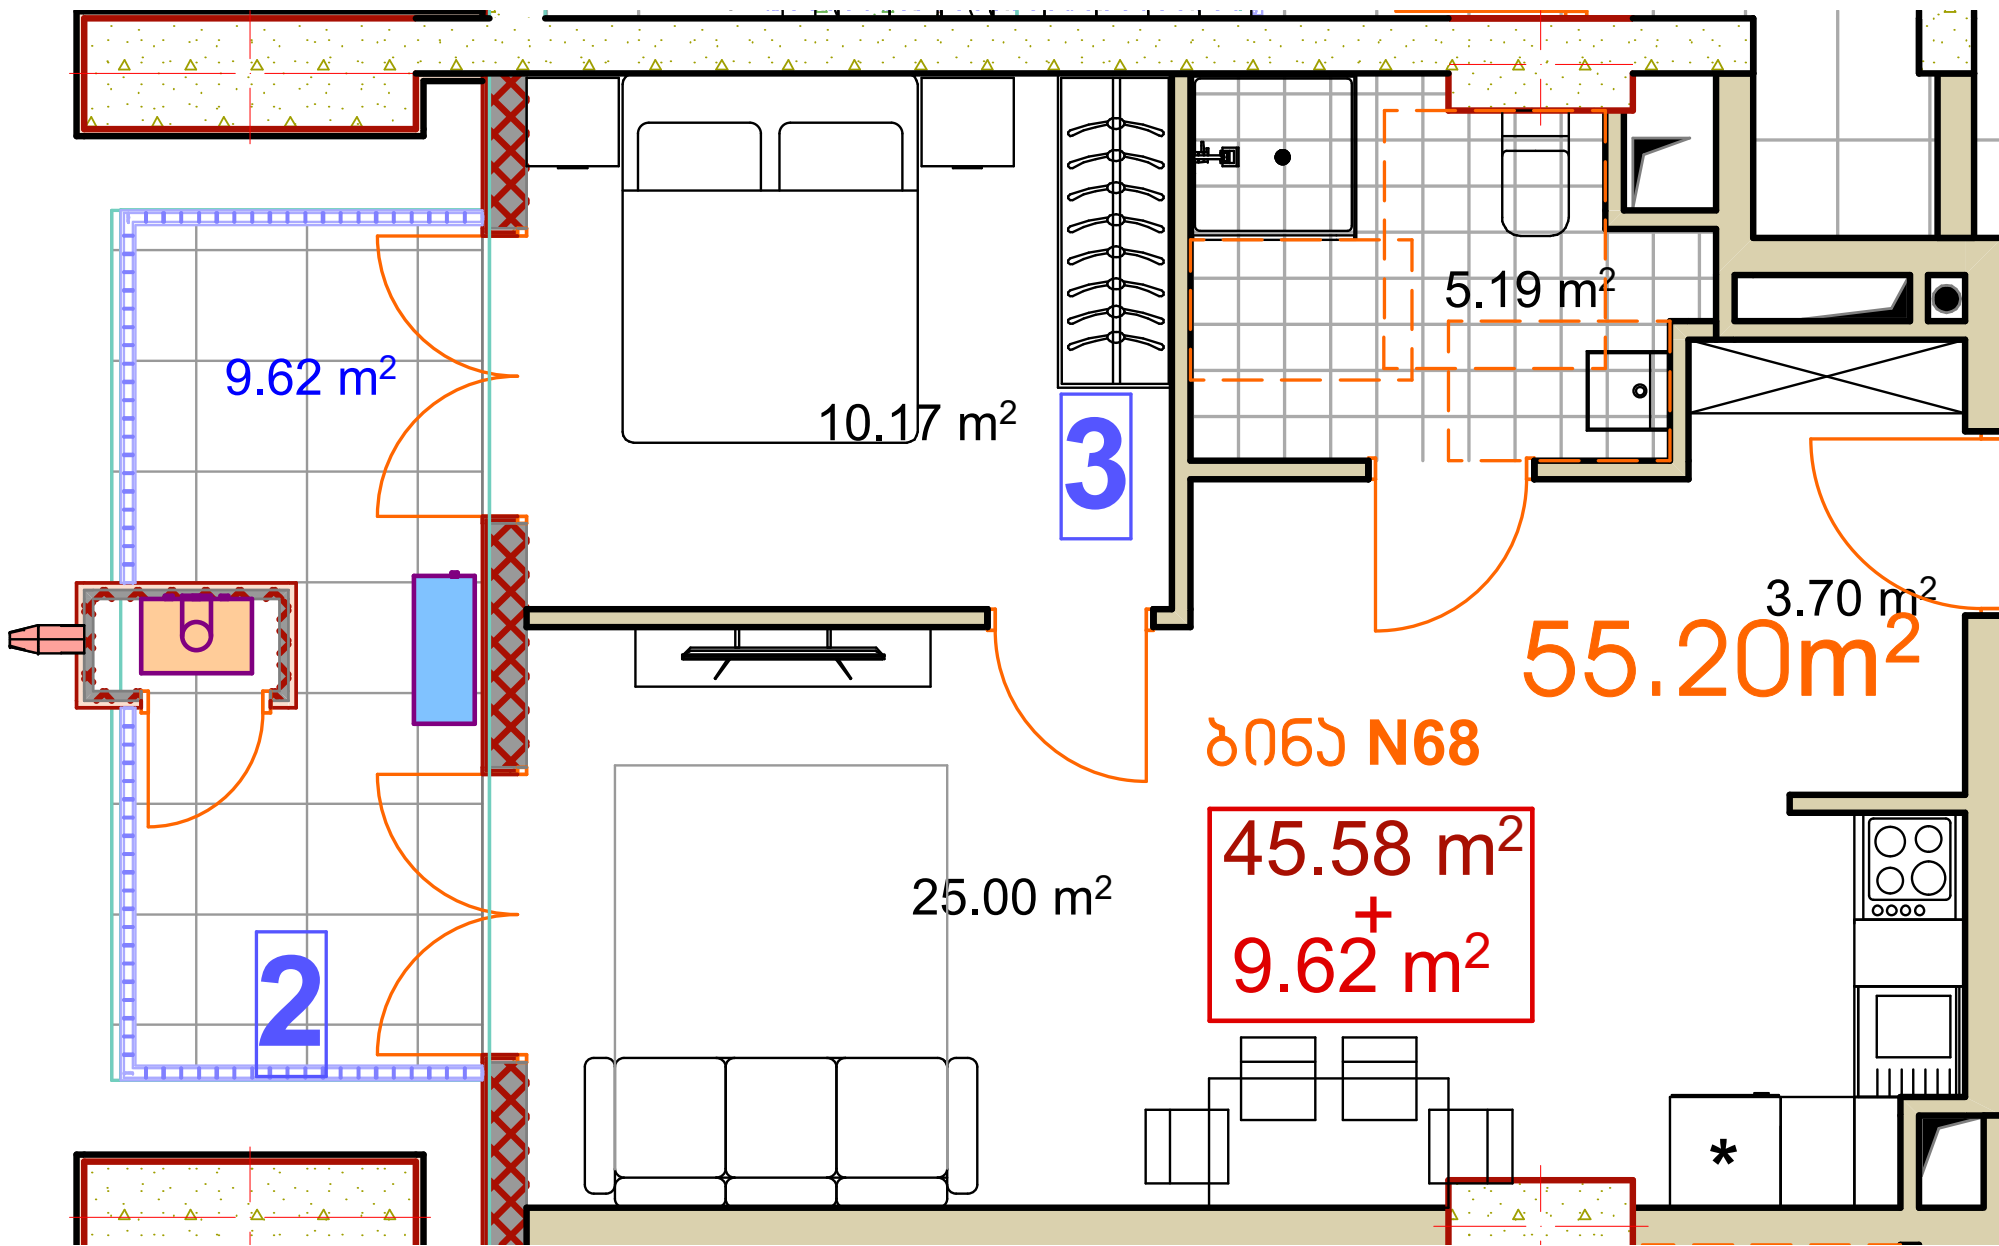 5.19 m²
9.62 m²
10.17 m²
3
3.70 m²
55.20m²
ბინა N68
45.58 m²
+
9.62 m²
25.00 m²
2
*